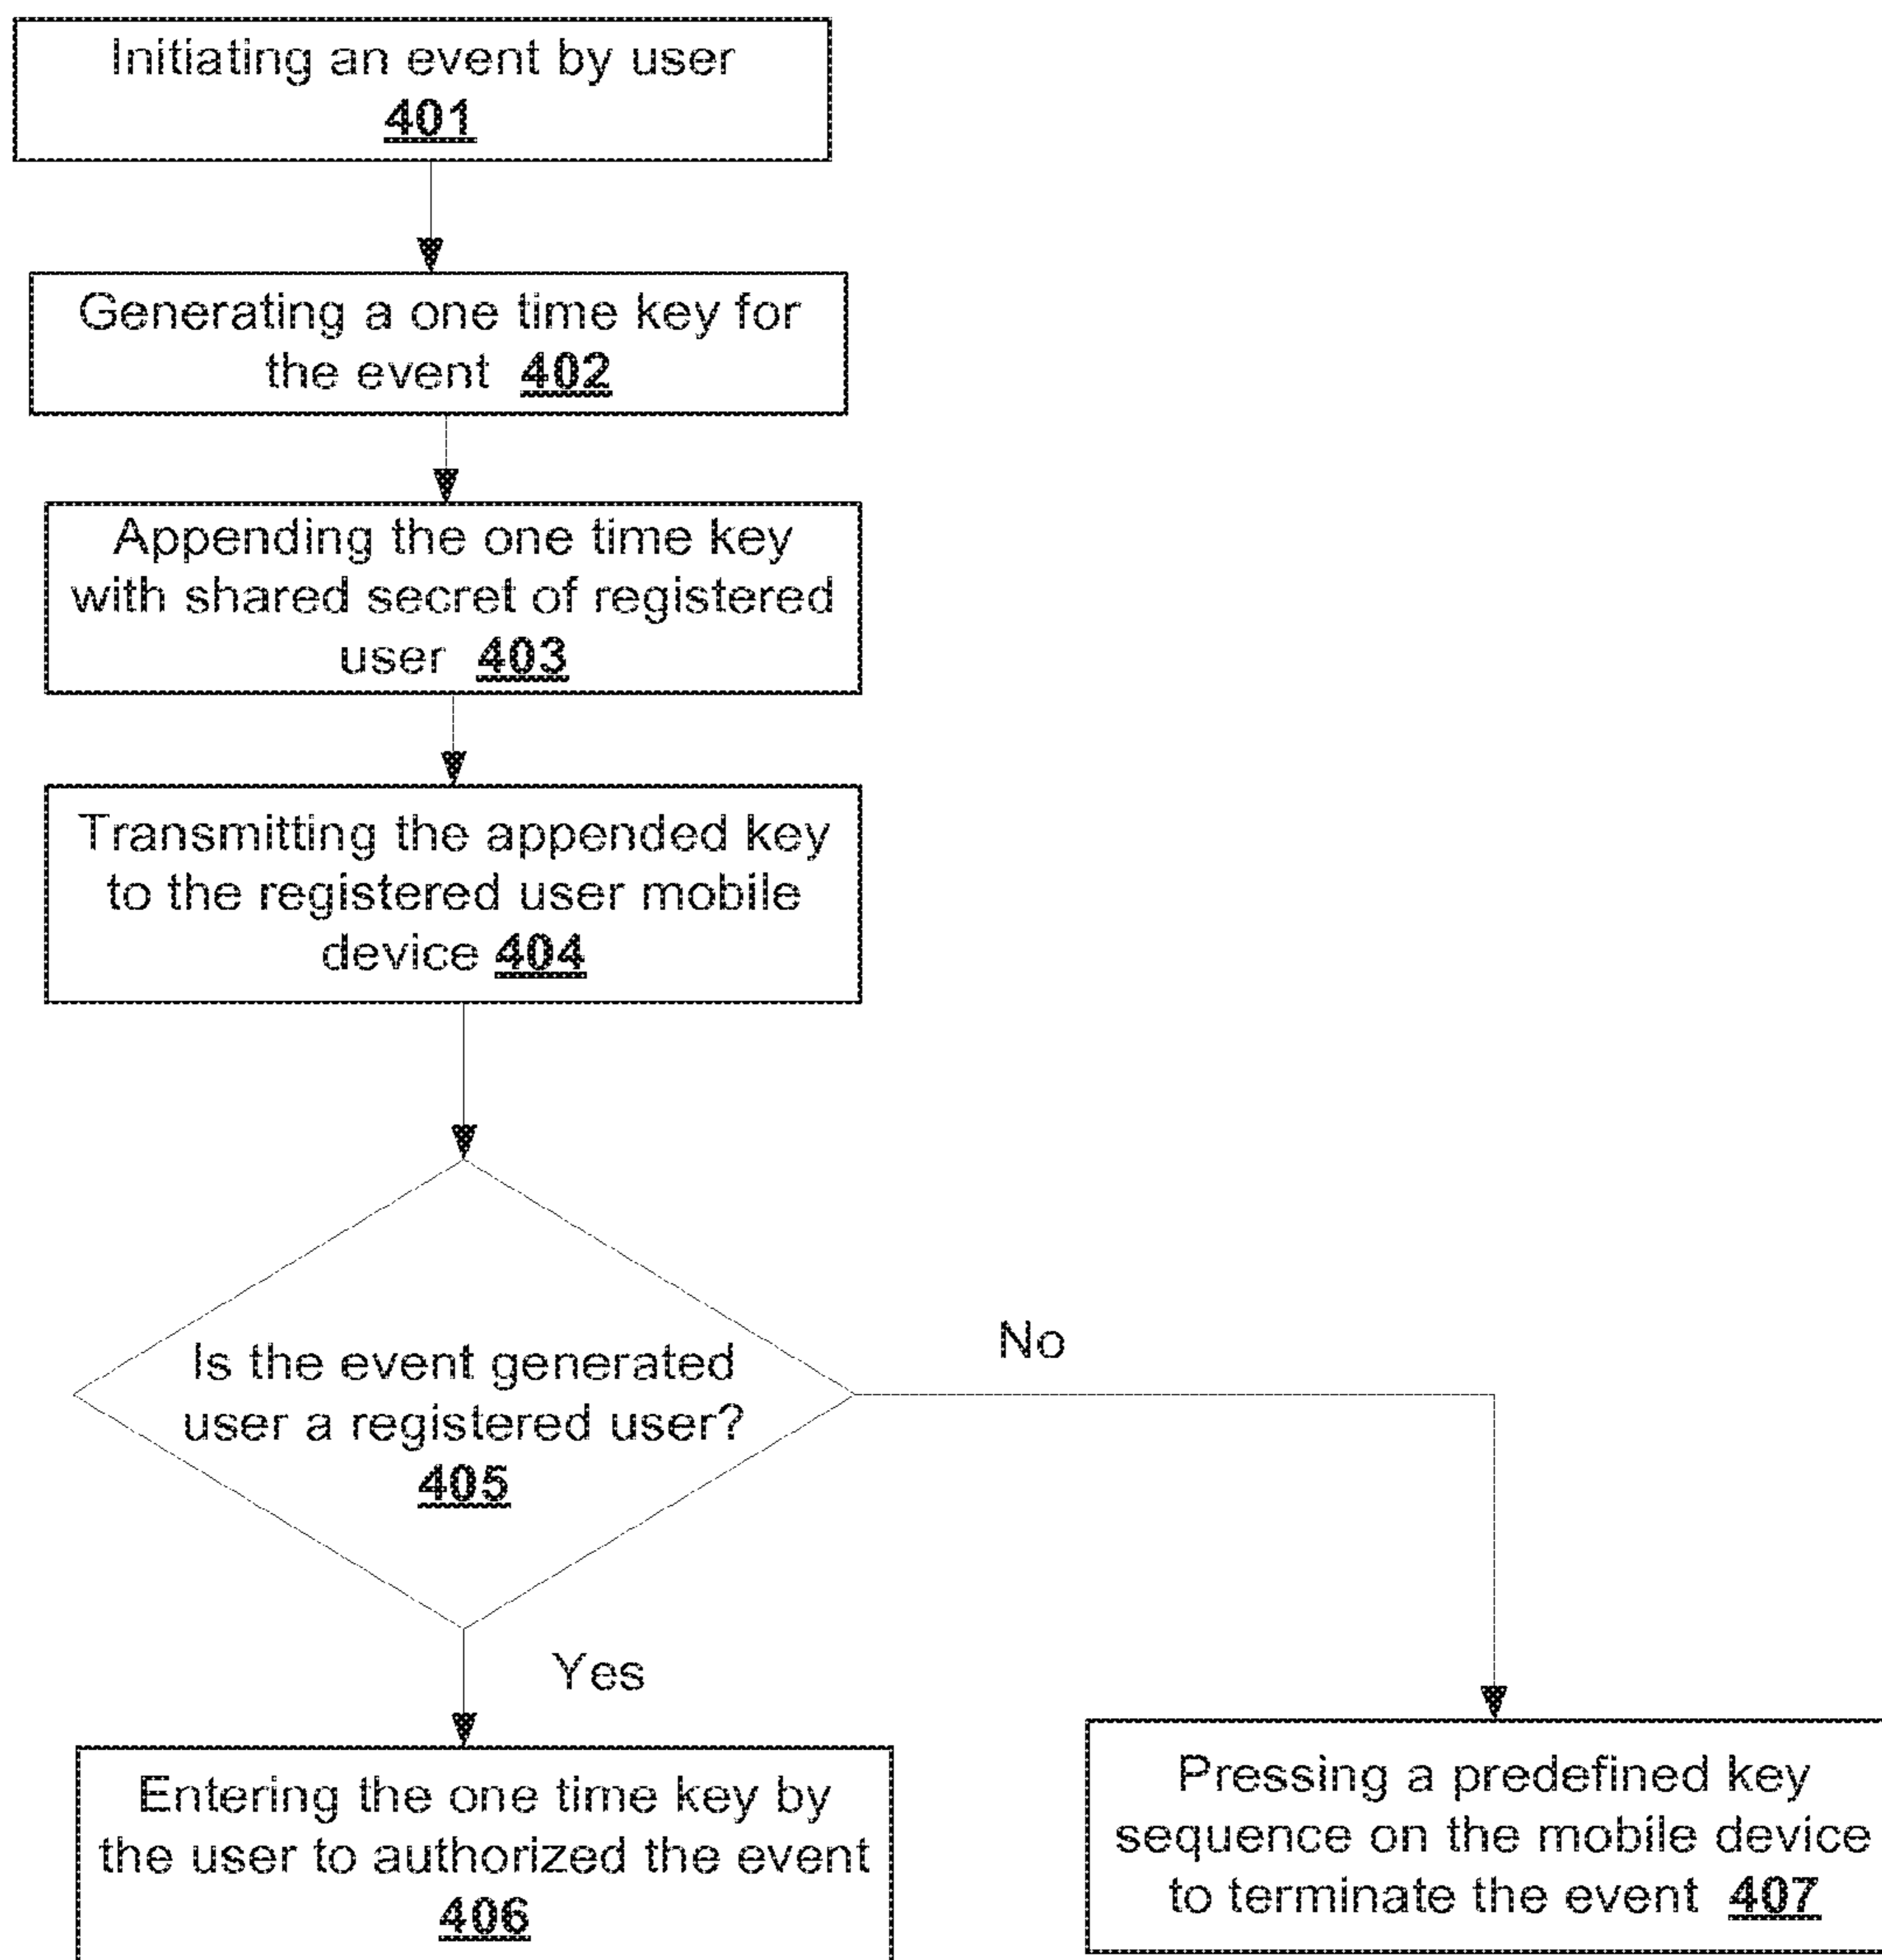 Initiating an event by user
401
Generating a one time key for
the event 402
Appending the one time key
with shared secret of registered
user 403
Transmitting the appended key
to the registered user mobile
device 404
Is the event generated
user a registered user?
405
No
Yes
Entering the one time key by
the user to authorized the event
406
Pressing a predefined key
sequence on the mobile device
to terminate the event 407